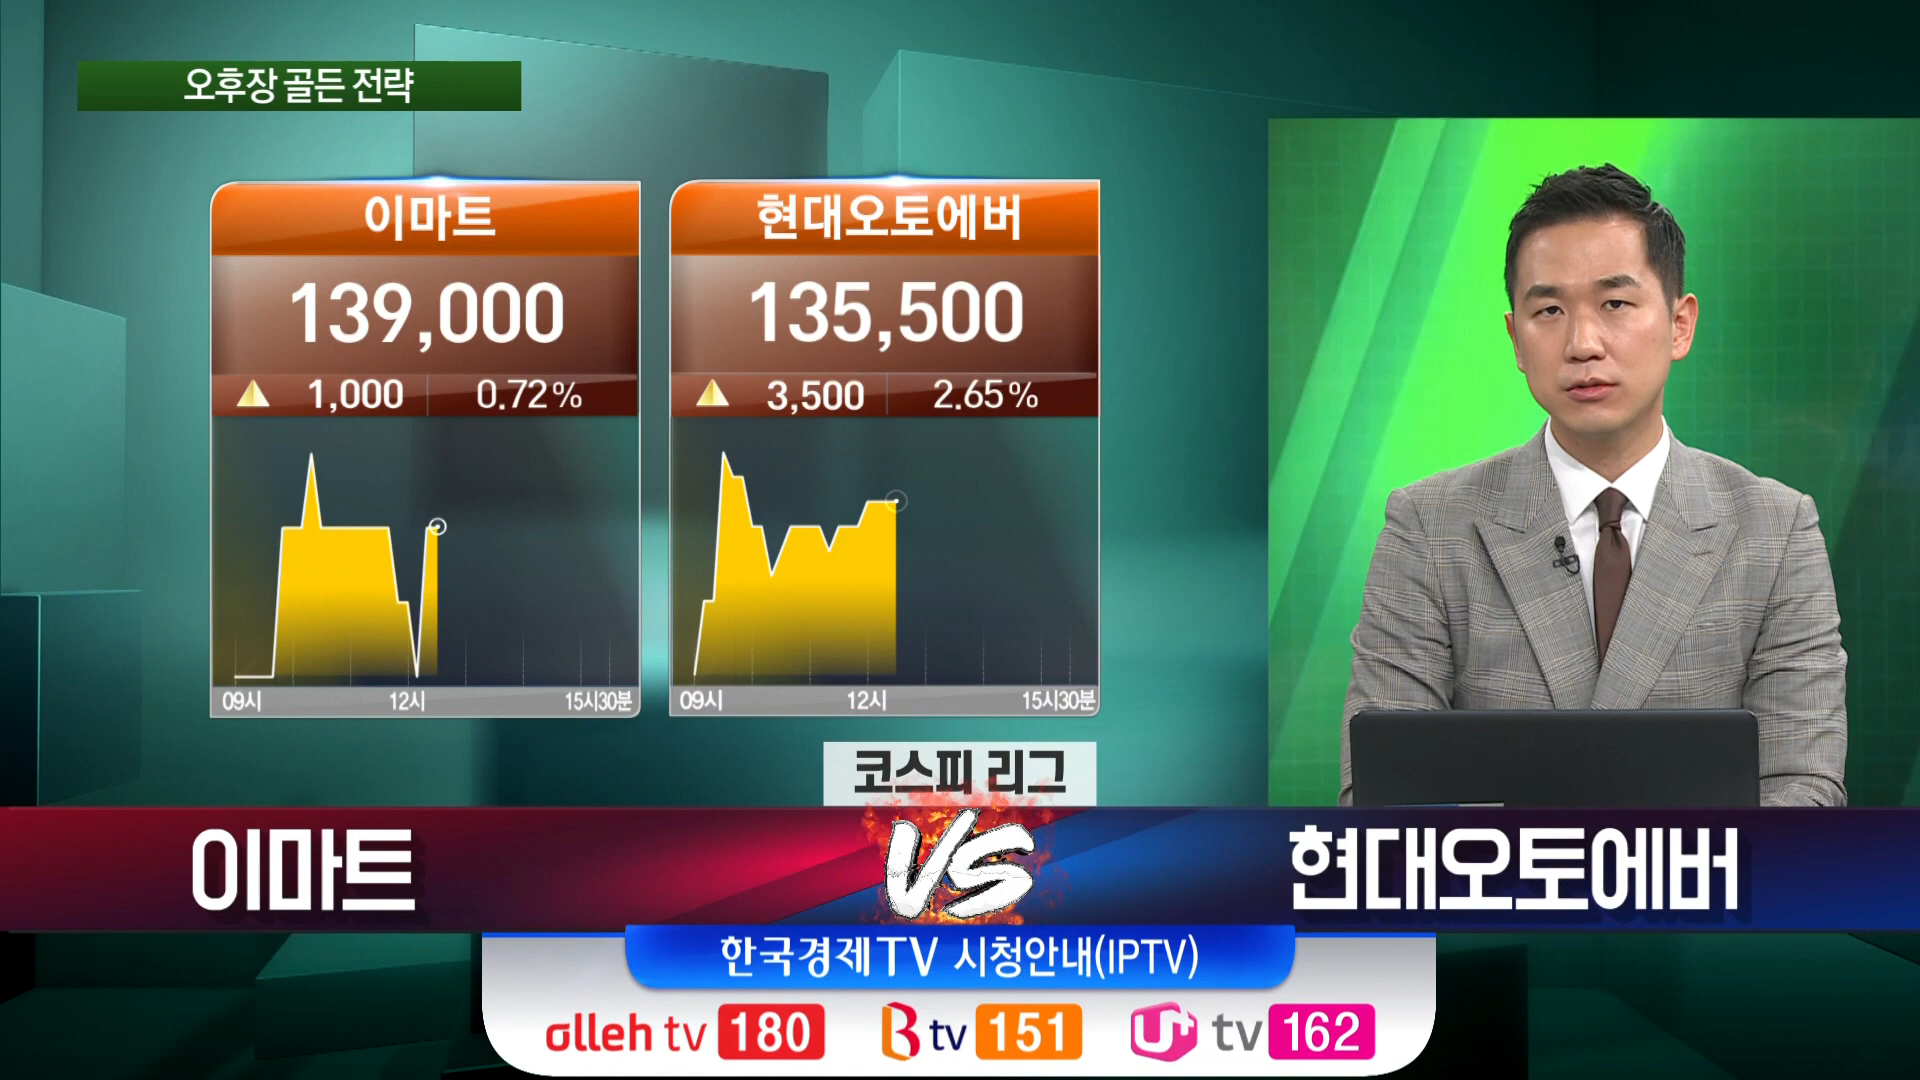 오후장 골든 전략
이마트
139,000
▲ 1,000 0.72%
09시 12시 15시30분
현대오토에버
135,500
▲ 3,500 2.65%
09시 12시 15시30분
코스피 리그
이마트 VS 현대오토에버
한국경제TV 시청안내(IPTV)
olleh tv 180 B tv 151 U+ tv 162